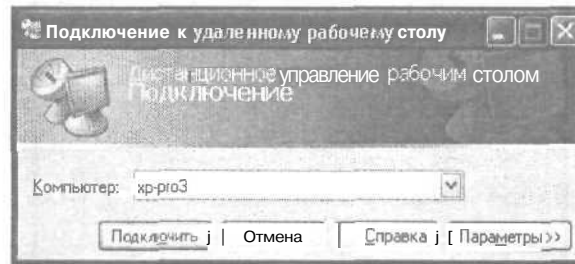 Подключение к удаленному рабочему столу
Дистанционное управление рабочим столом
Подключение
Компьютер: xp-pro3
Подключить j | Отмена Справка j [ Параметры>>